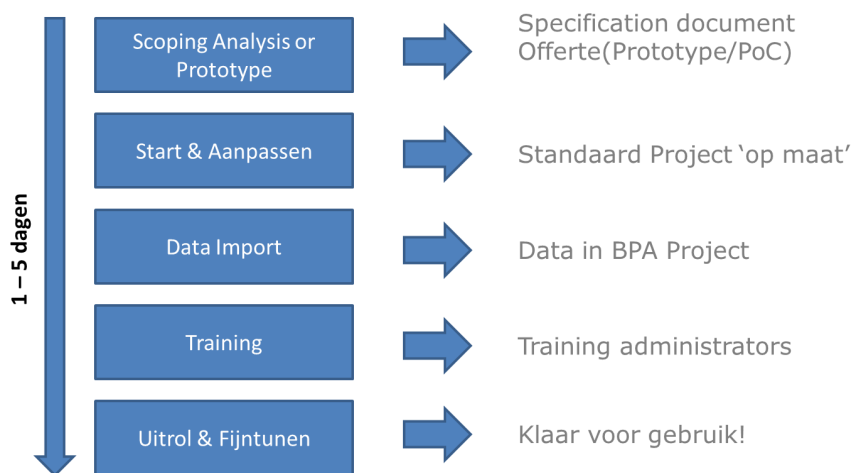 Scoping Analysis or
Prototype
Specification document
Offerte(Prototype/PoC)
Start & Aanpassen
Standaard Project ‘op maat’
1 – 5 dagen
Data Import
Data in BPA Project
Training
Training administrators
Uitrol & Fijntunen
Klaar voor gebruik!